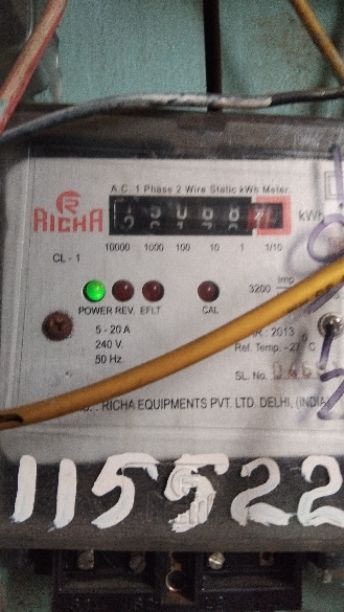 A.C. 1 Phase 2 Wire Static kWh Meter.
RICHA
kWh
CL - 1
10000 1000 100 10 1 1/10
3200 imp
POWER REV. EFLT CAL
5 - 20 A
240 V.
50 Hz.
2013
Ref. Temp. -27°C
SL. No.
RICHA EQUIPMENTS PVT. LTD. DELHI, (INDIA)
115522